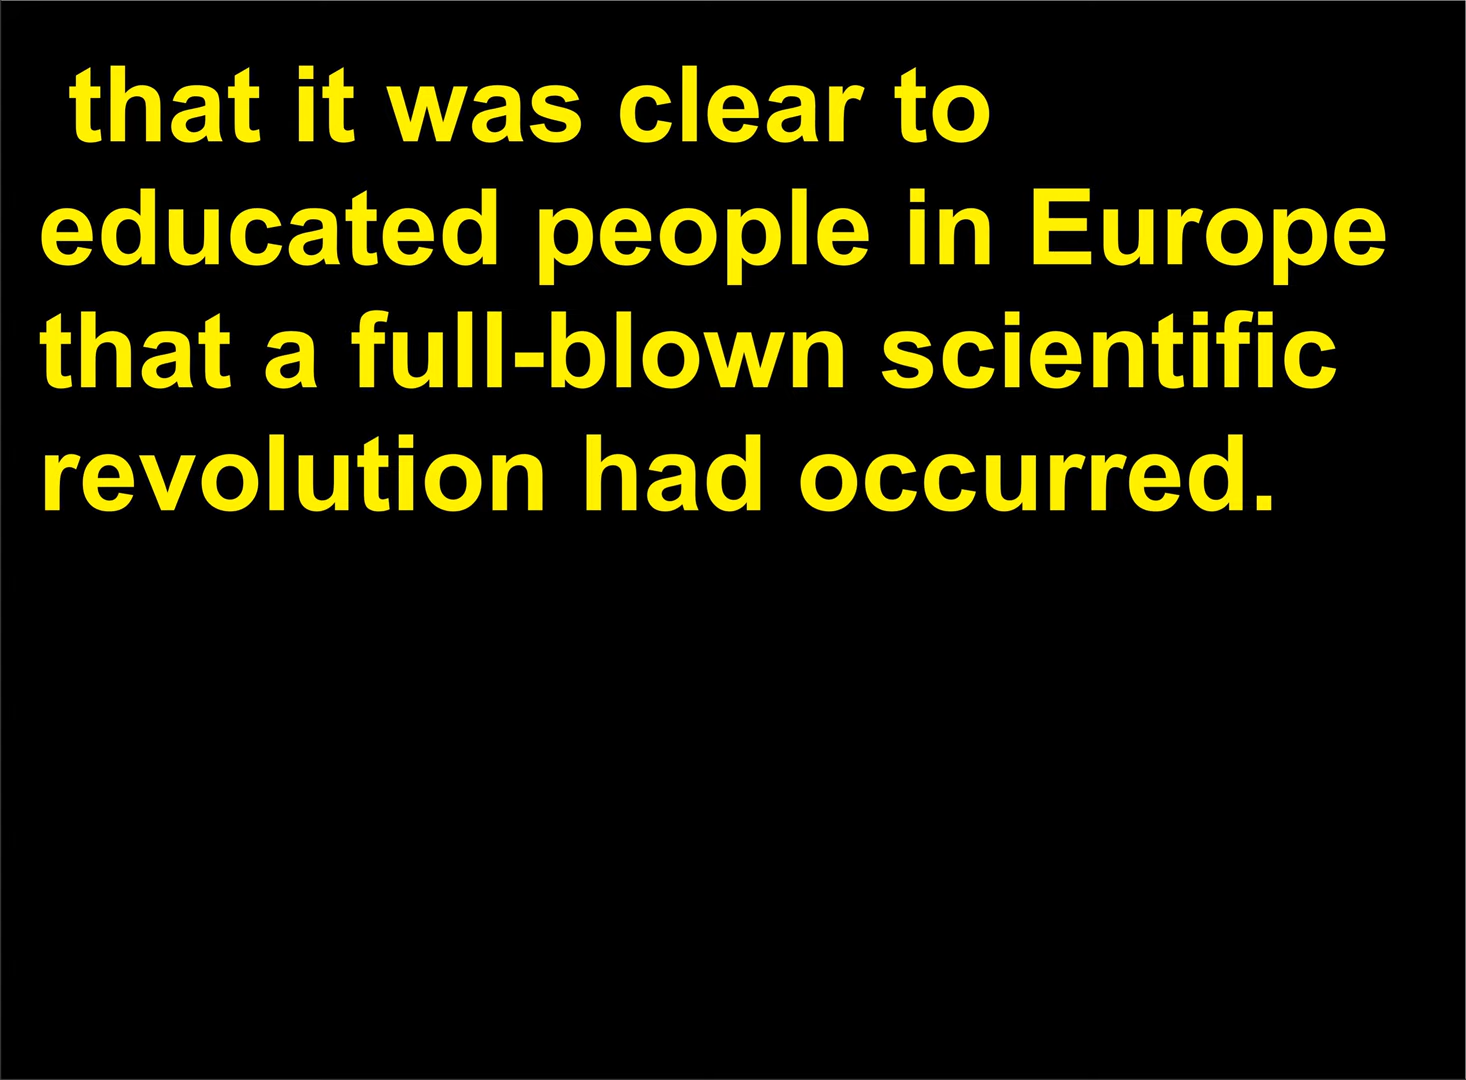 that it was clear to
educated people in Europe
that a full-blown scientific
revolution had occurred.